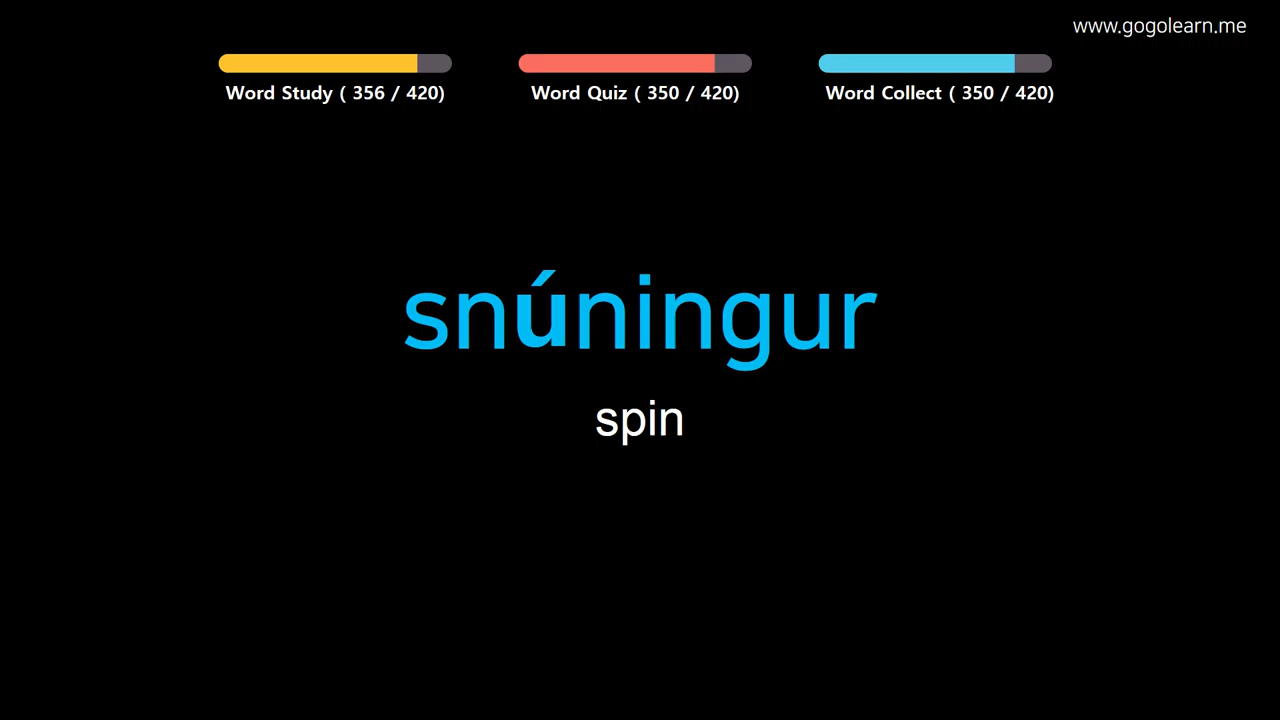 www.gogolearn.me
Word Study ( 356 / 420)
Word Quiz ( 350 / 420)
Word Collect ( 350 / 420)
snúningur
spin